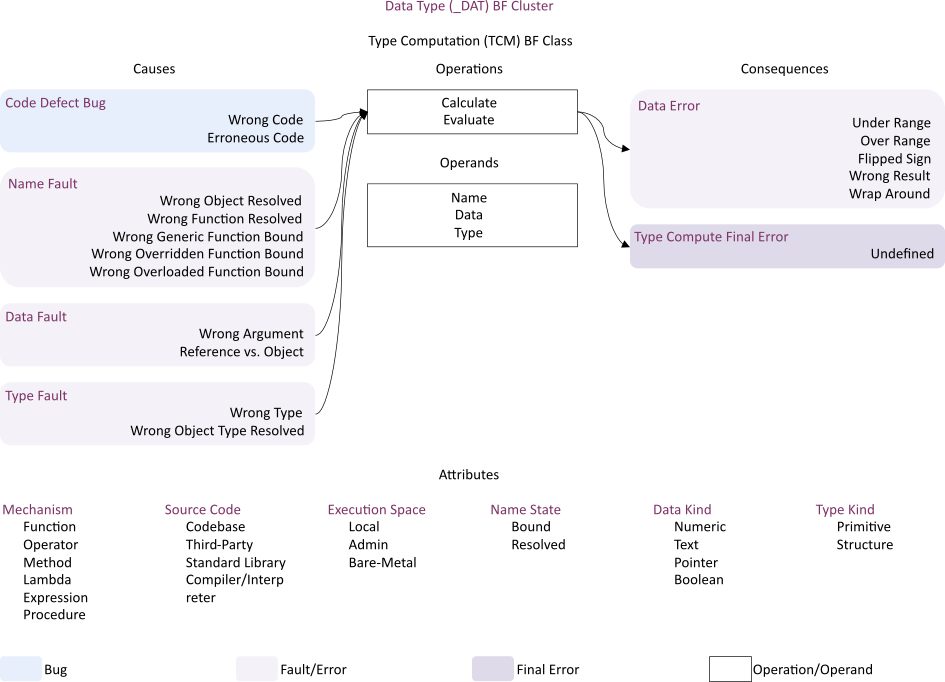 Data Type (_DAT) BF Cluster
Type Computation (TCM) BF Class
Causes
Operations
Consequences
Code Defect Bug
Wrong Code
Erroneous Code
Name Fault
Wrong Object Resolved
Wrong Function Resolved
Wrong Generic Function Bound
Wrong Overridden Function Bound
Wrong Overloaded Function Bound
Data Fault
Wrong Argument
Reference vs. Object
Type Fault
Wrong Type
Wrong Object Type Resolved
Calculate
Evaluate
Operands
Name
Data
Type
Data Error
Under Range
Over Range
Flipped Sign
Wrong Result
Wrap Around
Type Compute Final Error
Undefined
Attributes
Mechanism
Function
Operator
Method
Lambda
Expression
Procedure
Source Code
Codebase
Third-Party
Standard Library
Compiler/Interp
reter
Execution Space
Local
Admin
Bare-Metal
Name State
Bound
Resolved
Data Kind
Numeric
Text
Pointer
Boolean
Type Kind
Primitive
Structure
Bug
Fault/Error
Final Error
Operation/Operand